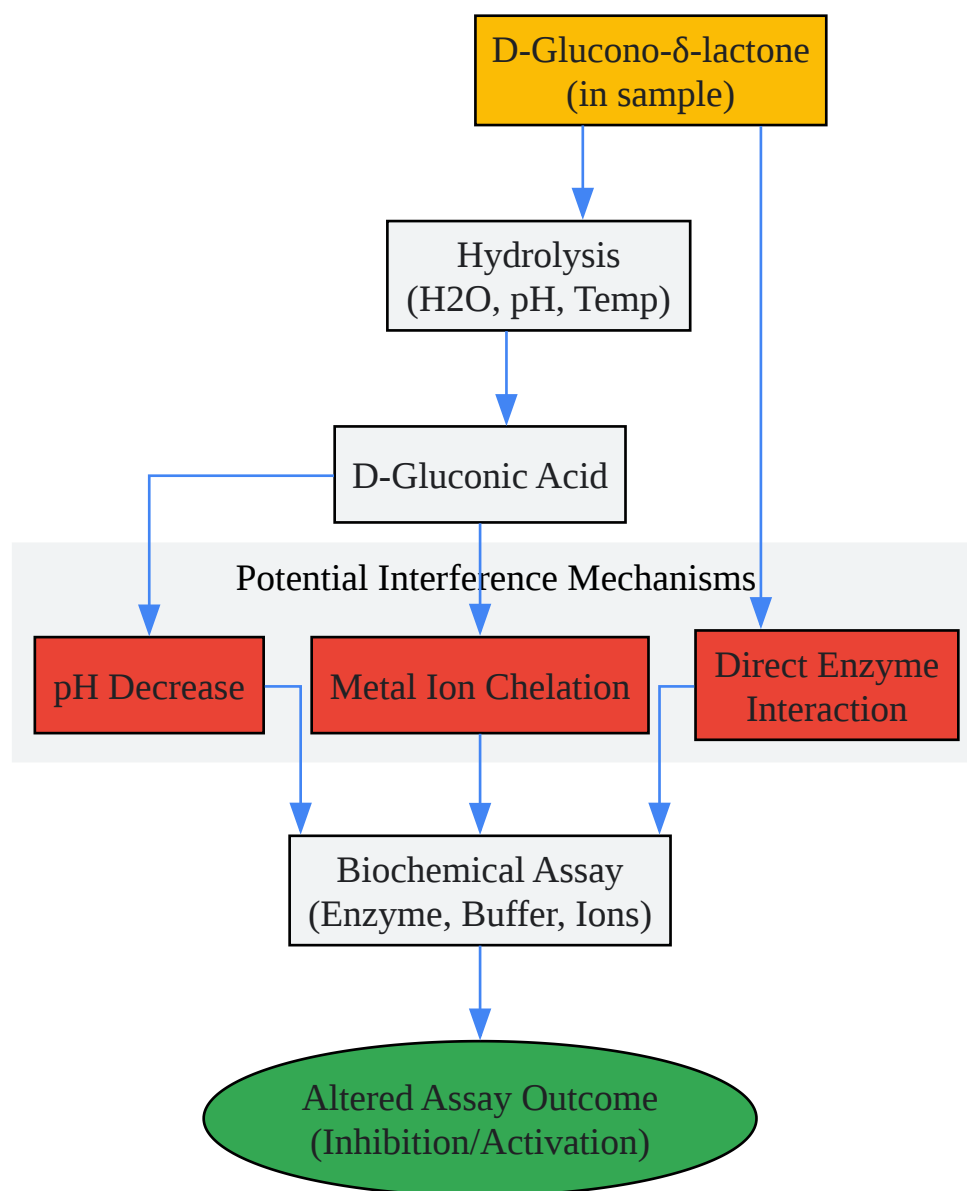 D-Glucono-δ-lactone
(in sample)
Hydrolysis
(H2O, pH, Temp)
D-Gluconic Acid
Potential Interference Mechanisms
pH Decrease
Metal Ion Chelation
Direct Enzyme
Interaction
Biochemical Assay
(Enzyme, Buffer, Ions)
Altered Assay Outcome
(Inhibition/Activation)